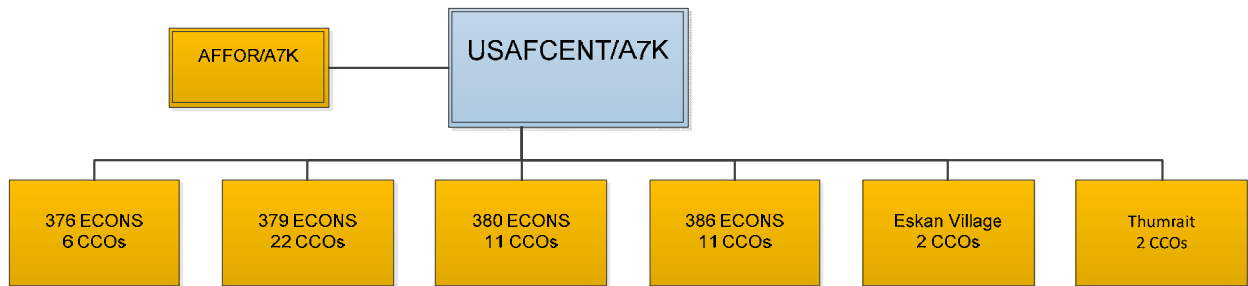 AFFOR/A7K
USAFCENT/A7K
376 ECONS
6 CCOs
379 ECONS
22 CCOs
380 ECONS
11 CCOs
386 ECONS
11 CCOs
Eskan Village
2 CCOs
Thumrait
2 CCOs